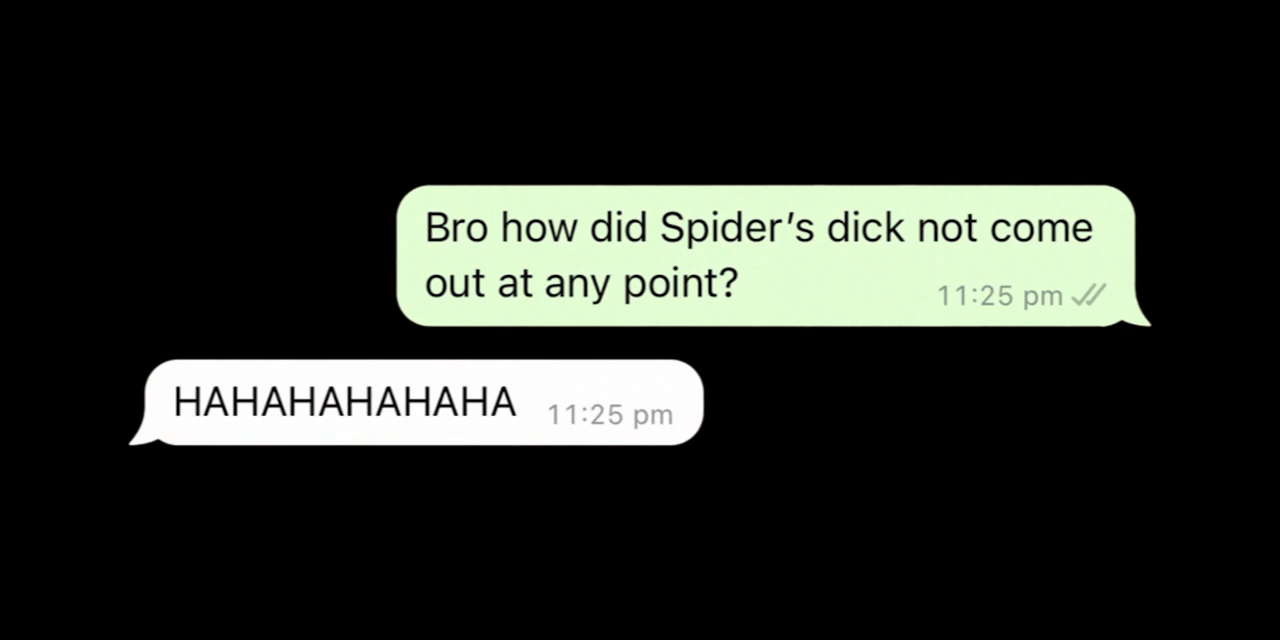 Bro how did Spider’s dick not come
out at any point?
11:25 pm
HAHAHAHAHAHA 11:25 pm